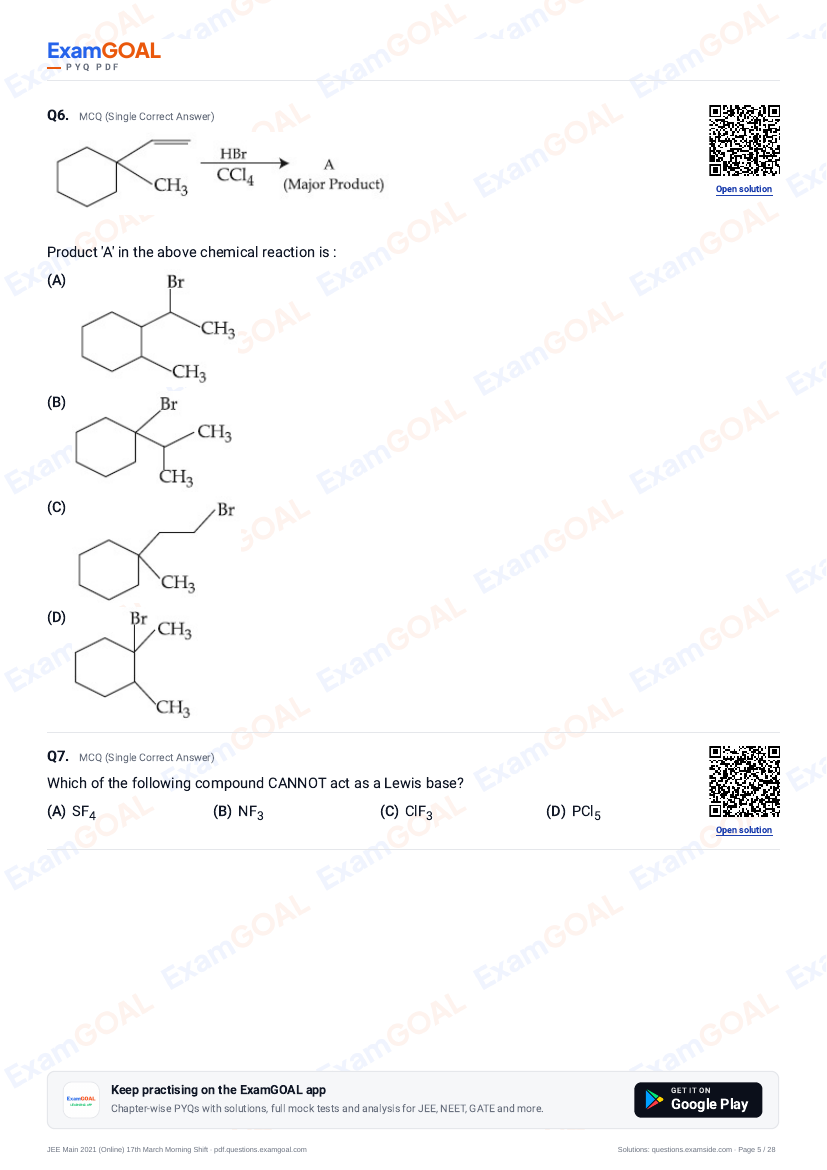 ExamGOAL
PYQ PDF
Q6. MCQ (Single Correct Answer)
CH3
HBr
CCl4
A
(Major Product)
Open solution
Product 'A' in the above chemical reaction is :
(A)
Br
CH3
CH3
(B)
Br
CH3
CH3
(C)
Br
CH3
(D)
Br
CH3
CH3
Q7. MCQ (Single Correct Answer)
Which of the following compound CANNOT act as a Lewis base?
(A) SF4 (B) NF3 (C) ClF3 (D) PCl5
Open solution
ExamGOAL
Keep practising on the ExamGOAL app
Chapter-wise PYQs with solutions, full mock tests and analysis for JEE, NEET, GATE and more.
GET IT ON
Google Play
JEE Main 2021 (Online) 17th March Morning Shift · pdf.questions.examgoal.com
Solutions: questions.examside.com · Page 5 / 28